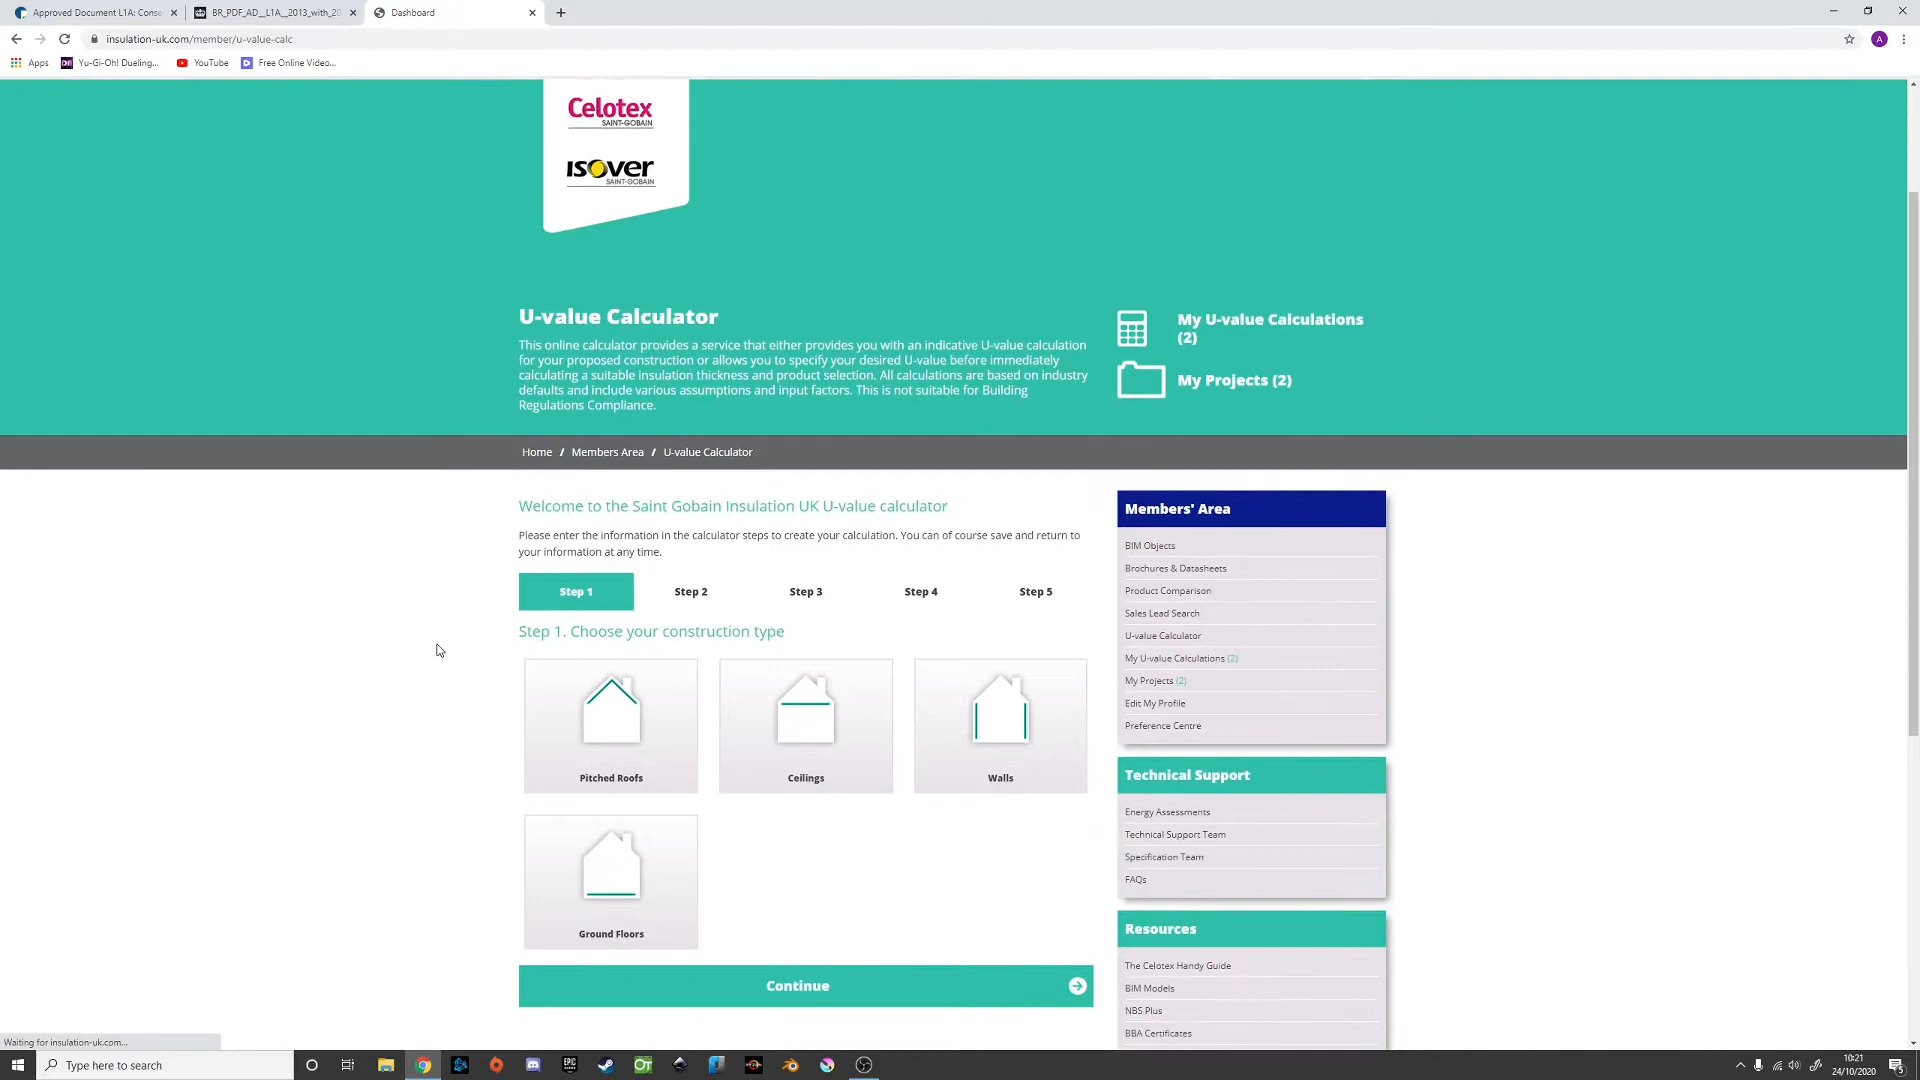 Approved Document L1A: Conse
BR_PDF_AD__L1A__2013_with_20
Dashboard
insulation-uk.com/member/u-value-calc
Apps
Yu-Gi-Oh! Dueling...
YouTube
Free Online Video...
Celotex
SAINT-GOBAIN
isover
SAINT-GOBAIN
U-value Calculator
This online calculator provides a service that either provides you with an indicative U-value calculation
for your proposed construction or allows you to specify your desired U-value before immediately
calculating a suitable insulation thickness and product selection. All calculations are based on industry
defaults and include various assumptions and input factors. This is not suitable for Building
Regulations Compliance.
My U-value Calculations
(2)
My Projects (2)
Home / Members Area / U-value Calculator
Welcome to the Saint Gobain Insulation UK U-value calculator
Please enter the information in the calculator steps to create your calculation. You can of course save and return to
your information at any time.
Step 1 Step 2 Step 3 Step 4 Step 5
Step 1. Choose your construction type
Pitched Roofs
Ceilings
Walls
Ground Floors
Continue
Members' Area
BIM Objects
Brochures & Datasheets
Product Comparison
Sales Lead Search
U-value Calculator
My U-value Calculations (2)
My Projects (2)
Edit My Profile
Preference Centre
Technical Support
Energy Assessments
Technical Support Team
Specification Team
FAQs
Resources
The Celotex Handy Guide
BIM Models
NBS Plus
BBA Certificates
Waiting for insulation-uk.com...
Type here to search
10:21
24/10/2020